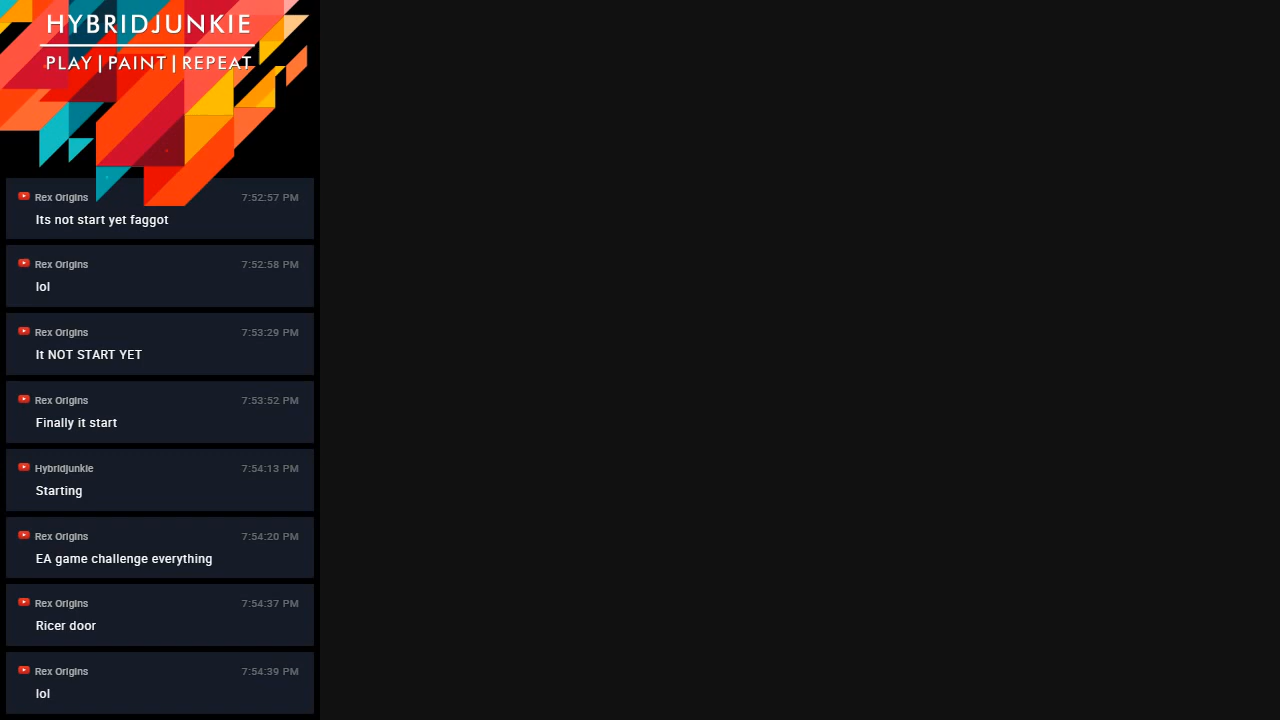 HYBRIDJUNKIE
PLAY|PAINT|REPEAT
Rex Origins 7:52:57 PM
Its not start yet faggot
Rex Origins 7:52:58 PM
lol
Rex Origins 7:53:29 PM
It NOT START YET
Rex Origins 7:53:52 PM
Finally it start
Hybridjunkie 7:54:13 PM
Starting
Rex Origins 7:54:20 PM
EA game challenge everything
Rex Origins 7:54:37 PM
Ricer door
Rex Origins 7:54:39 PM
lol